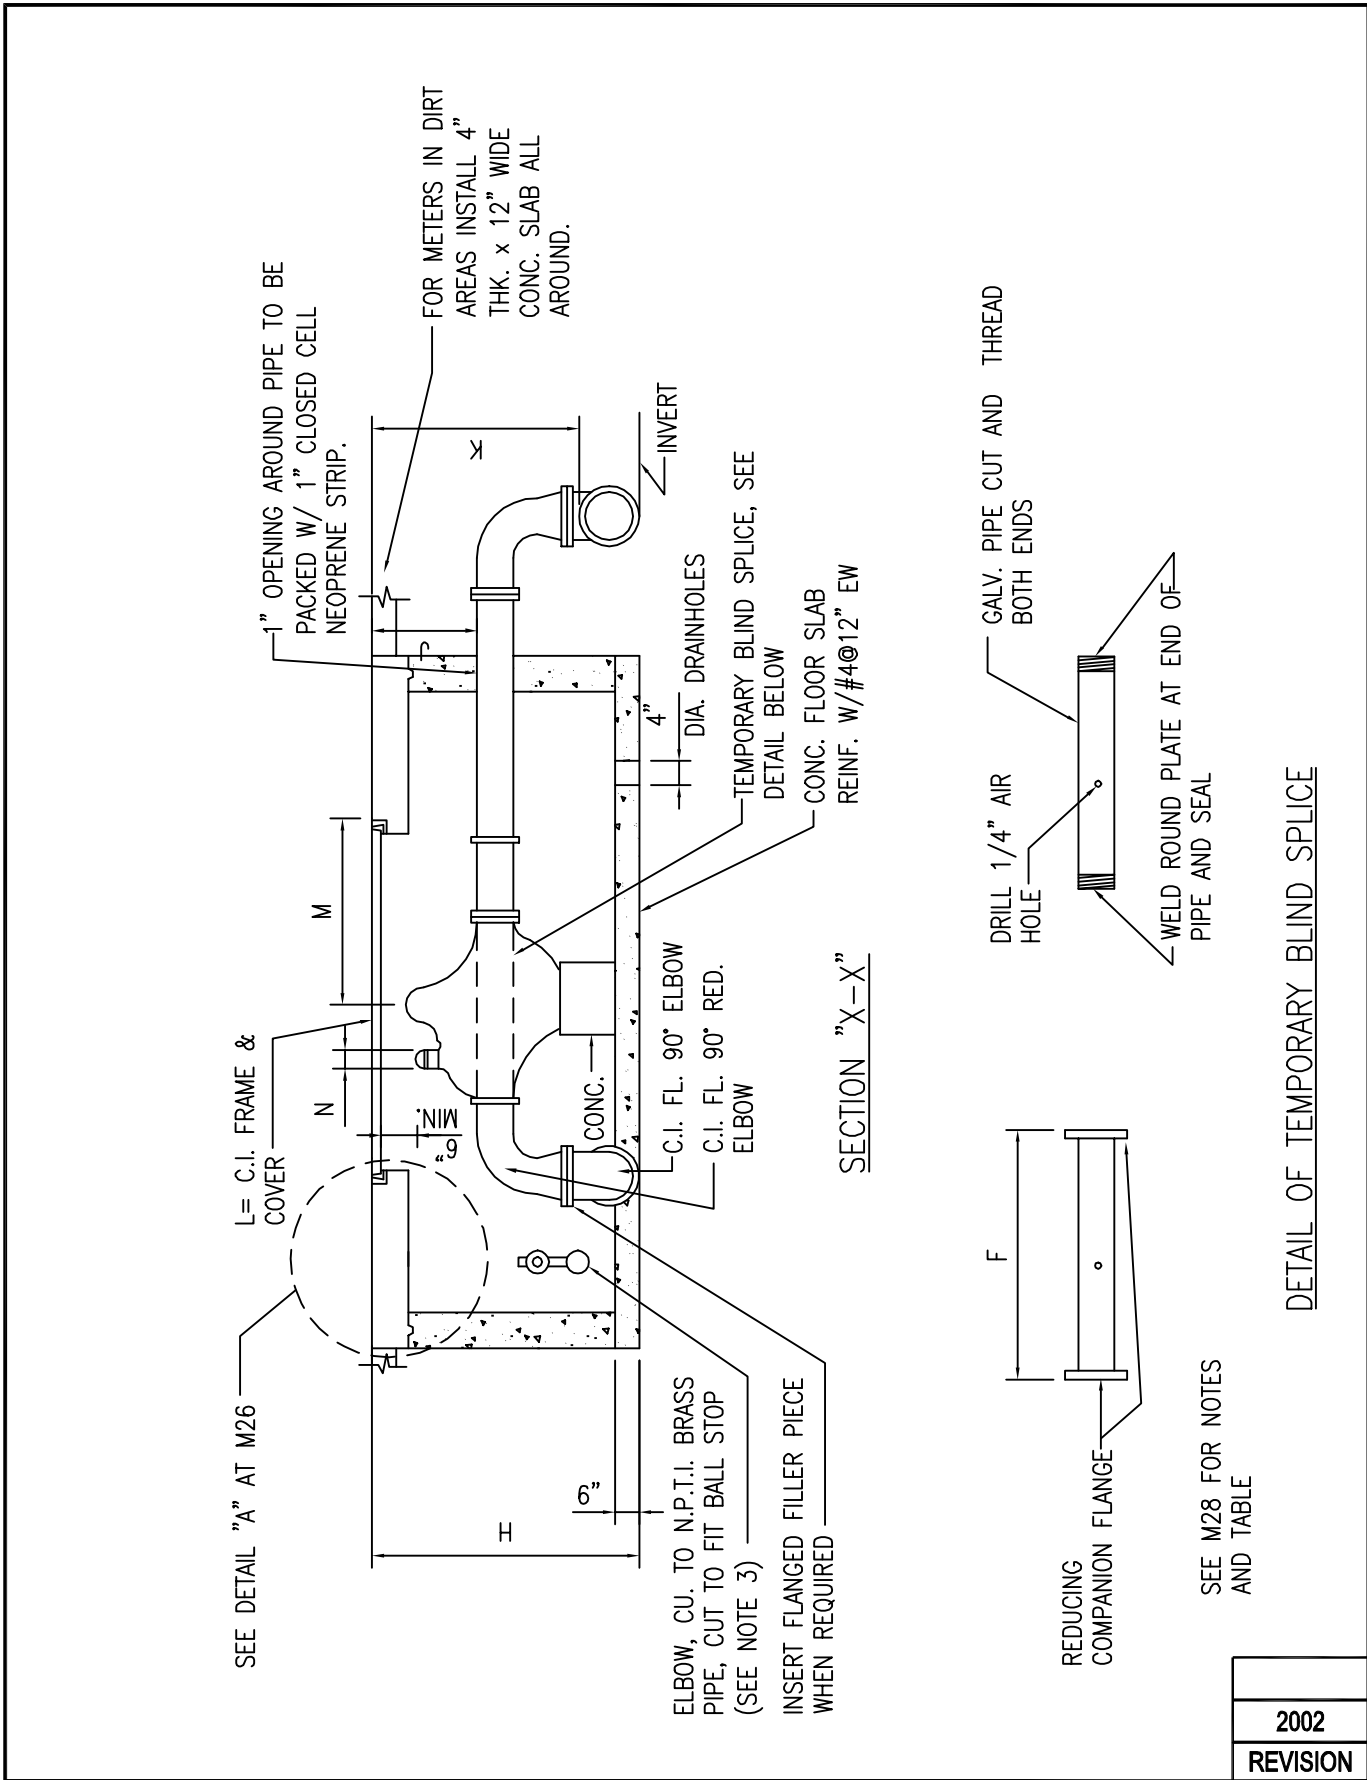 SEE DETAIL "A" AT M26
L= C.I. FRAME &
COVER
1" OPENING AROUND PIPE TO BE
PACKED W/ 1" CLOSED CELL
NEOPRENE STRIP.
FOR METERS IN DIRT
AREAS INSTALL 4"
THK. x 12" WIDE
CONC. SLAB ALL
AROUND.
N
M
6"
MIN.
J
K
INVERT
H
6"
4"
DIA. DRAINHOLES
CONC.
ELBOW, CU. TO N.P.T.I. BRASS
PIPE, CUT TO FIT BALL STOP
(SEE NOTE 3)
INSERT FLANGED FILLER PIECE
WHEN REQUIRED
C.I. FL. 90° ELBOW
C.I. FL. 90° RED.
ELBOW
TEMPORARY BLIND SPLICE, SEE
DETAIL BELOW
CONC. FLOOR SLAB
REINF. W/#4@12" EW
SECTION "X-X"
F
REDUCING
COMPANION FLANGE
DRILL 1/4" AIR
HOLE
GALV. PIPE CUT AND THREAD
BOTH ENDS
WELD ROUND PLATE AT END OF
PIPE AND SEAL
SEE M28 FOR NOTES
AND TABLE
DETAIL OF TEMPORARY BLIND SPLICE
2002
REVISION